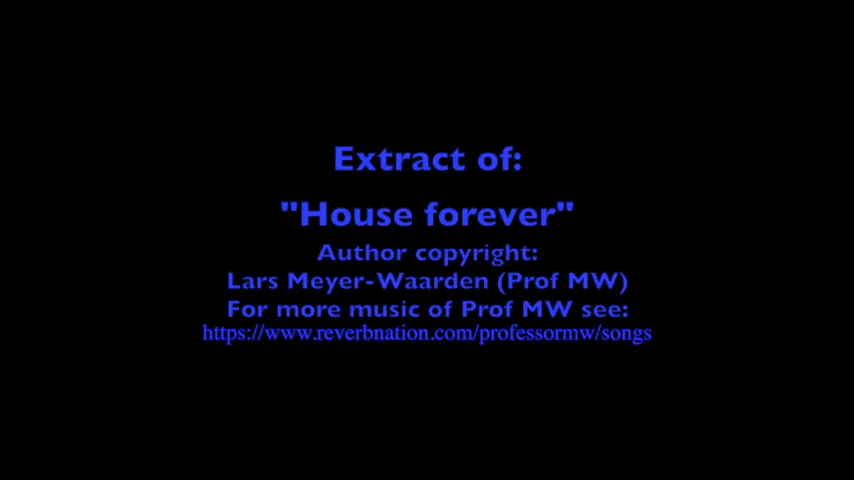 Extract of:
"House forever"
Author copyright:
Lars Meyer-Waarden (Prof MW)
For more music of Prof MW see:
https://www.reverbnation.com/professormw/songs